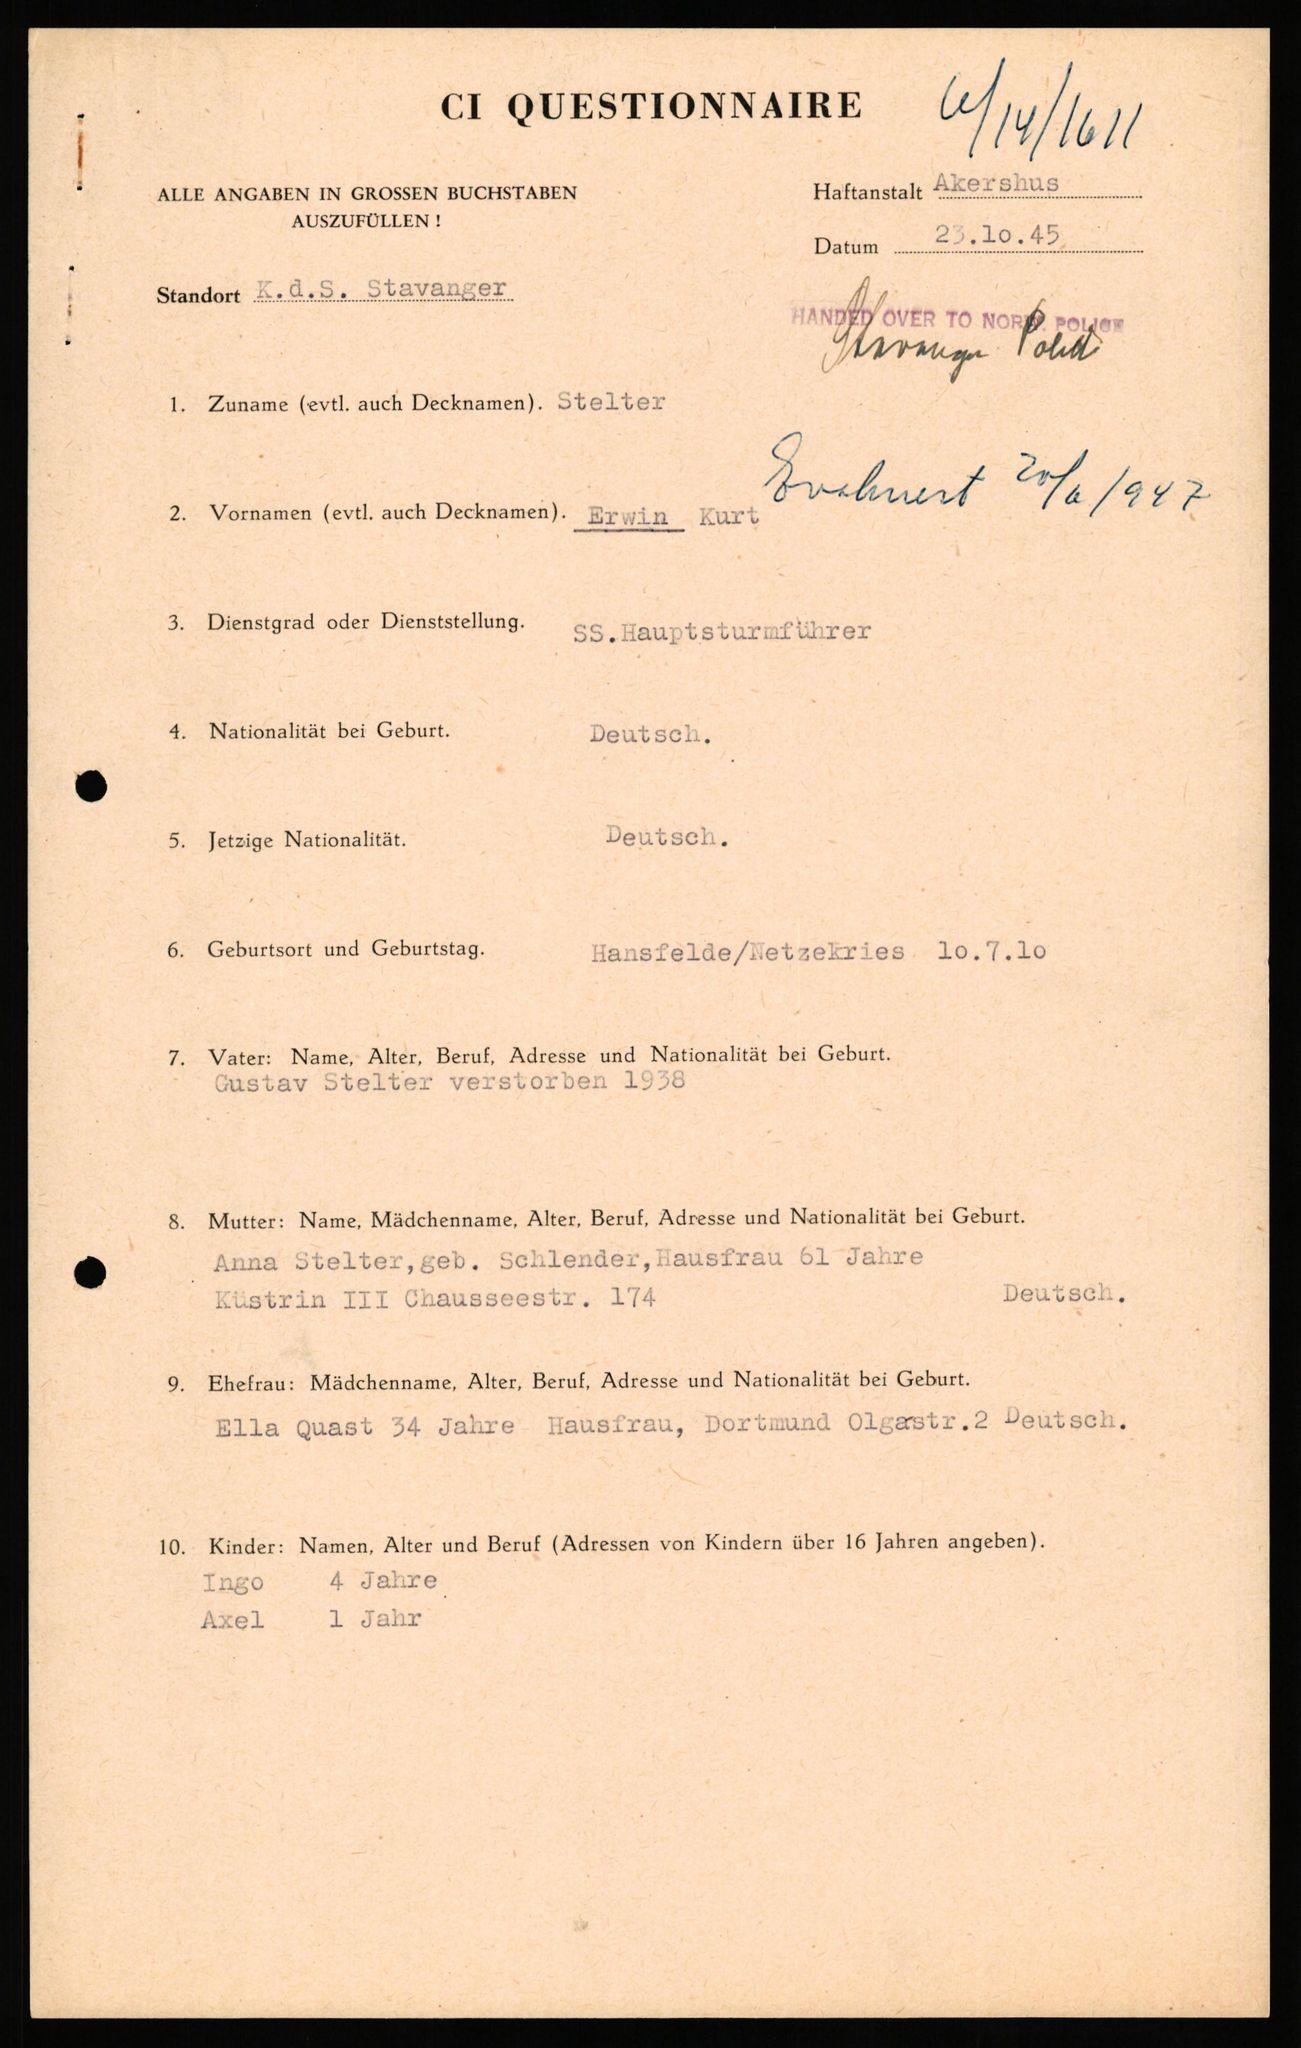 CI QUESTIONNAIRE
/14/1611
ALLE ANGABEN IN GROSSEN BUCHSTABEN
AUSZUFÜLLEN !
Haftanstalt Akershus
Datum 23.10.45
Standort K.d.S. Stavanger
HANDED OVER TO NORW. POLICE
Stavanger Politi
1. Zuname (evtl. auch Decknamen). Stelter
20/6/1947
2. Vornamen (evtl. auch Decknamen). Erwin Kurt
3. Dienstgrad oder Dienststellung. SS.Hauptsturmführer
4. Nationalität bei Geburt. Deutsch.
5. Jetzige Nationalität. Deutsch.
6. Geburtsort und Geburtstag. Hansfelde/Netzekries lo.7.lo
7. Vater: Name, Alter, Beruf, Adresse und Nationalität bei Geburt.
Gustav Stelter verstorben 1938
8. Mutter: Name, Mädchenname, Alter, Beruf, Adresse und Nationalität bei Geburt.
Anna Stelter,geb. Schlender,Hausfrau 61 Jahre
Küstrin III Chausseestr. 174 Deutsch.
9. Ehefrau: Mädchenname, Alter, Beruf, Adresse und Nationalität bei Geburt.
Ella Quast 34 Jahre Hausfrau, Dortmund Olgastr.2 Deutsch.
10. Kinder: Namen, Alter und Beruf (Adressen von Kindern über 16 Jahren angeben).
Ingo 4 Jahre
Axel 1 Jahr